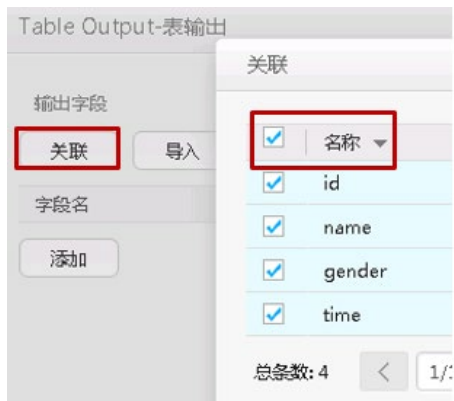 Table Output-表输出
关联
输出字段
关联
导入
名称
id
字段名
name
添加
gender
time
总条数: 4
1/